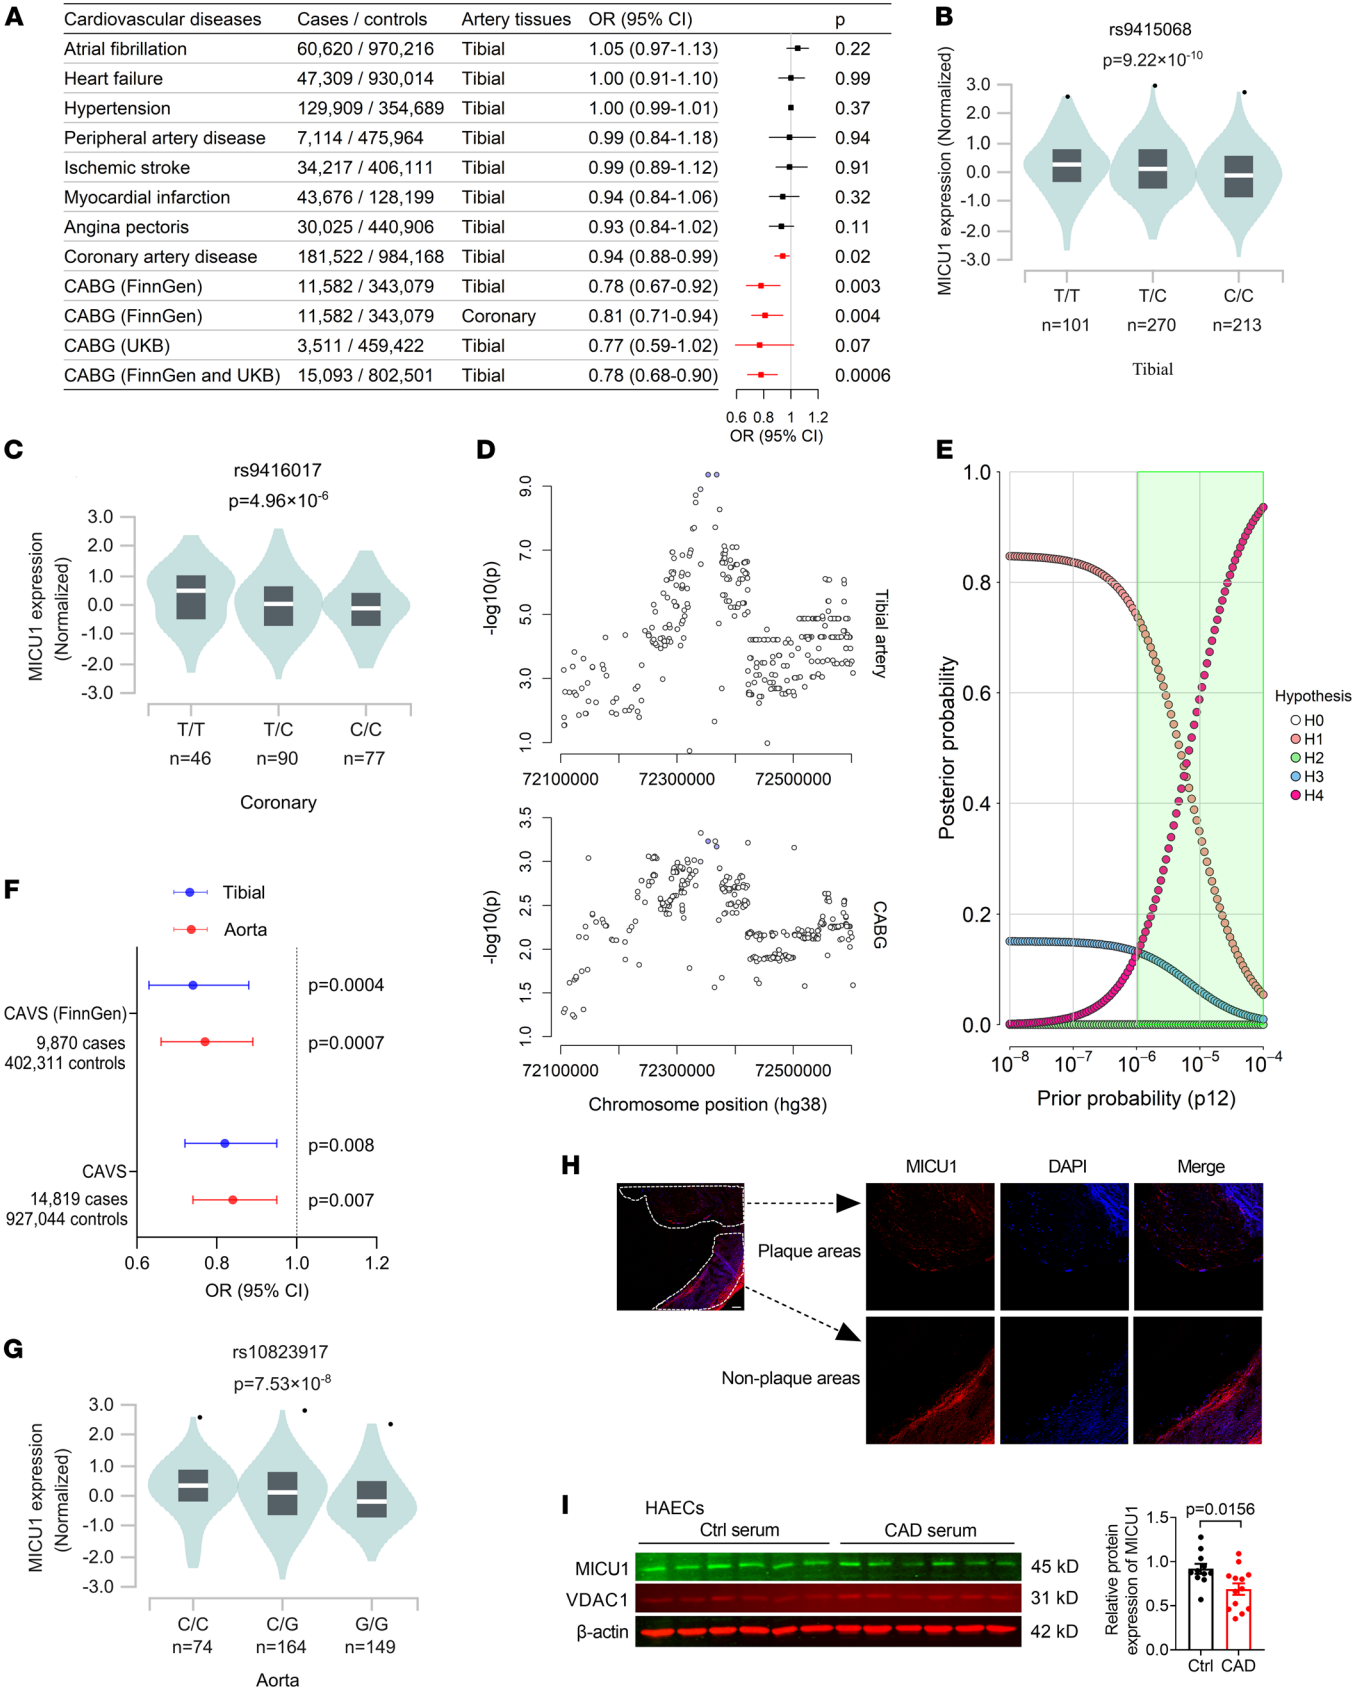 A
Cardiovascular diseases Cases / controls Artery tissues OR (95% CI) p
Atrial fibrillation 60,620 / 970,216 Tibial 1.05 (0.97-1.13) 0.22
Heart failure 47,309 / 930,014 Tibial 1.00 (0.91-1.10) 0.99
Hypertension 129,909 / 354,689 Tibial 1.00 (0.99-1.01) 0.37
Peripheral artery disease 7,114 / 475,964 Tibial 0.99 (0.84-1.18) 0.94
Ischemic stroke 34,217 / 406,111 Tibial 0.99 (0.89-1.12) 0.91
Myocardial infarction 43,676 / 128,199 Tibial 0.94 (0.84-1.06) 0.32
Angina pectoris 30,025 / 440,906 Tibial 0.93 (0.84-1.02) 0.11
Coronary artery disease 181,522 / 984,168 Tibial 0.94 (0.88-0.99) 0.02
CABG (FinnGen) 11,582 / 343,079 Tibial 0.78 (0.67-0.92) 0.003
CABG (FinnGen) 11,582 / 343,079 Coronary 0.81 (0.71-0.94) 0.004
CABG (UKB) 3,511 / 459,422 Tibial 0.77 (0.59-1.02) 0.07
CABG (FinnGen and UKB) 15,093 / 802,501 Tibial 0.78 (0.68-0.90) 0.0006
0.6 0.8 1 1.2
OR (95% CI)
B
rs9415068
p=9.22×10-10
MICU1 expression (Normalized)
3.0
2.0
1.0
0.0
-1.0
-2.0
-3.0
T/T T/C C/C
n=101 n=270 n=213
Tibial
C
rs9416017
p=4.96×10-6
MICU1 expression
(Normalized)
3.0
2.0
1.0
0.0
-1.0
-2.0
-3.0
T/T T/C C/C
n=46 n=90 n=77
Coronary
D
-log10(p)
9.0
7.0
5.0
3.0
1.0
Tibial artery
72100000 72300000 72500000
-log10(p)
3.5
3.0
2.5
2.0
1.5
1.0
CABG
72100000 72300000 72500000
Chromosome position (hg38)
E
Posterior probability
1.0
0.8
0.6
0.4
0.2
0.0
10−8 10−7 10−6 10−5 10−4
Prior probability (p12)
Hypothesis
H0
H1
H2
H3
H4
F
Tibial
Aorta
p=0.0004
CAVS (FinnGen)
9,870 cases
402,311 controls
p=0.0007
p=0.008
CAVS
14,819 cases
927,044 controls
p=0.007
0.6 0.8 1.0 1.2
OR (95% CI)
G
rs10823917
p=7.53×10-8
MICU1 expression
(Normalized)
3.0
2.0
1.0
0.0
-1.0
-2.0
-3.0
C/C C/G G/G
n=74 n=164 n=149
Aorta
H
MICU1 DAPI Merge
Plaque areas
Non-plaque areas
I
HAECs
Ctrl serum CAD serum
MICU1 45 kD
VDAC1 31 kD
β-actin 42 kD
p=0.0156
Relative protein
expression of MICU1
1.5
1.0
0.5
0.0
Ctrl CAD